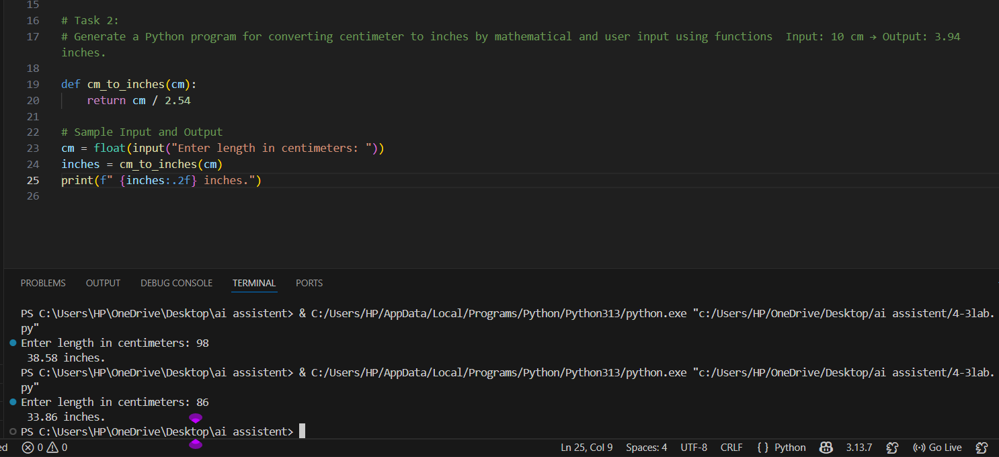 15
16 # Task 2:
17 # Generate a Python program for converting centimeter to inches by mathematical and user input using functions  Input: 10 cm → Output: 3.94
inches.
18
19 def cm_to_inches(cm):
20     return cm / 2.54
21
22 # Sample Input and Output
23 cm = float(input("Enter length in centimeters: "))
24 inches = cm_to_inches(cm)
25 print(f" {inches:.2f} inches.")
26
PROBLEMS OUTPUT DEBUG CONSOLE TERMINAL PORTS
PS C:\Users\HP\OneDrive\Desktop\ai assistent> & C:/Users/HP/AppData/Local/Programs/Python/Python313/python.exe "c:/Users/HP/OneDrive/Desktop/ai assistent/4-3lab.
py"
Enter length in centimeters: 98
 38.58 inches.
PS C:\Users\HP\OneDrive\Desktop\ai assistent> & C:/Users/HP/AppData/Local/Programs/Python/Python313/python.exe "c:/Users/HP/OneDrive/Desktop/ai assistent/4-3lab.
py"
Enter length in centimeters: 86
 33.86 inches.
PS C:\Users\HP\OneDrive\Desktop\ai assistent>
ed 0 0 Ln 25, Col 9 Spaces: 4 UTF-8 CRLF { } Python 3.13.7 Go Live